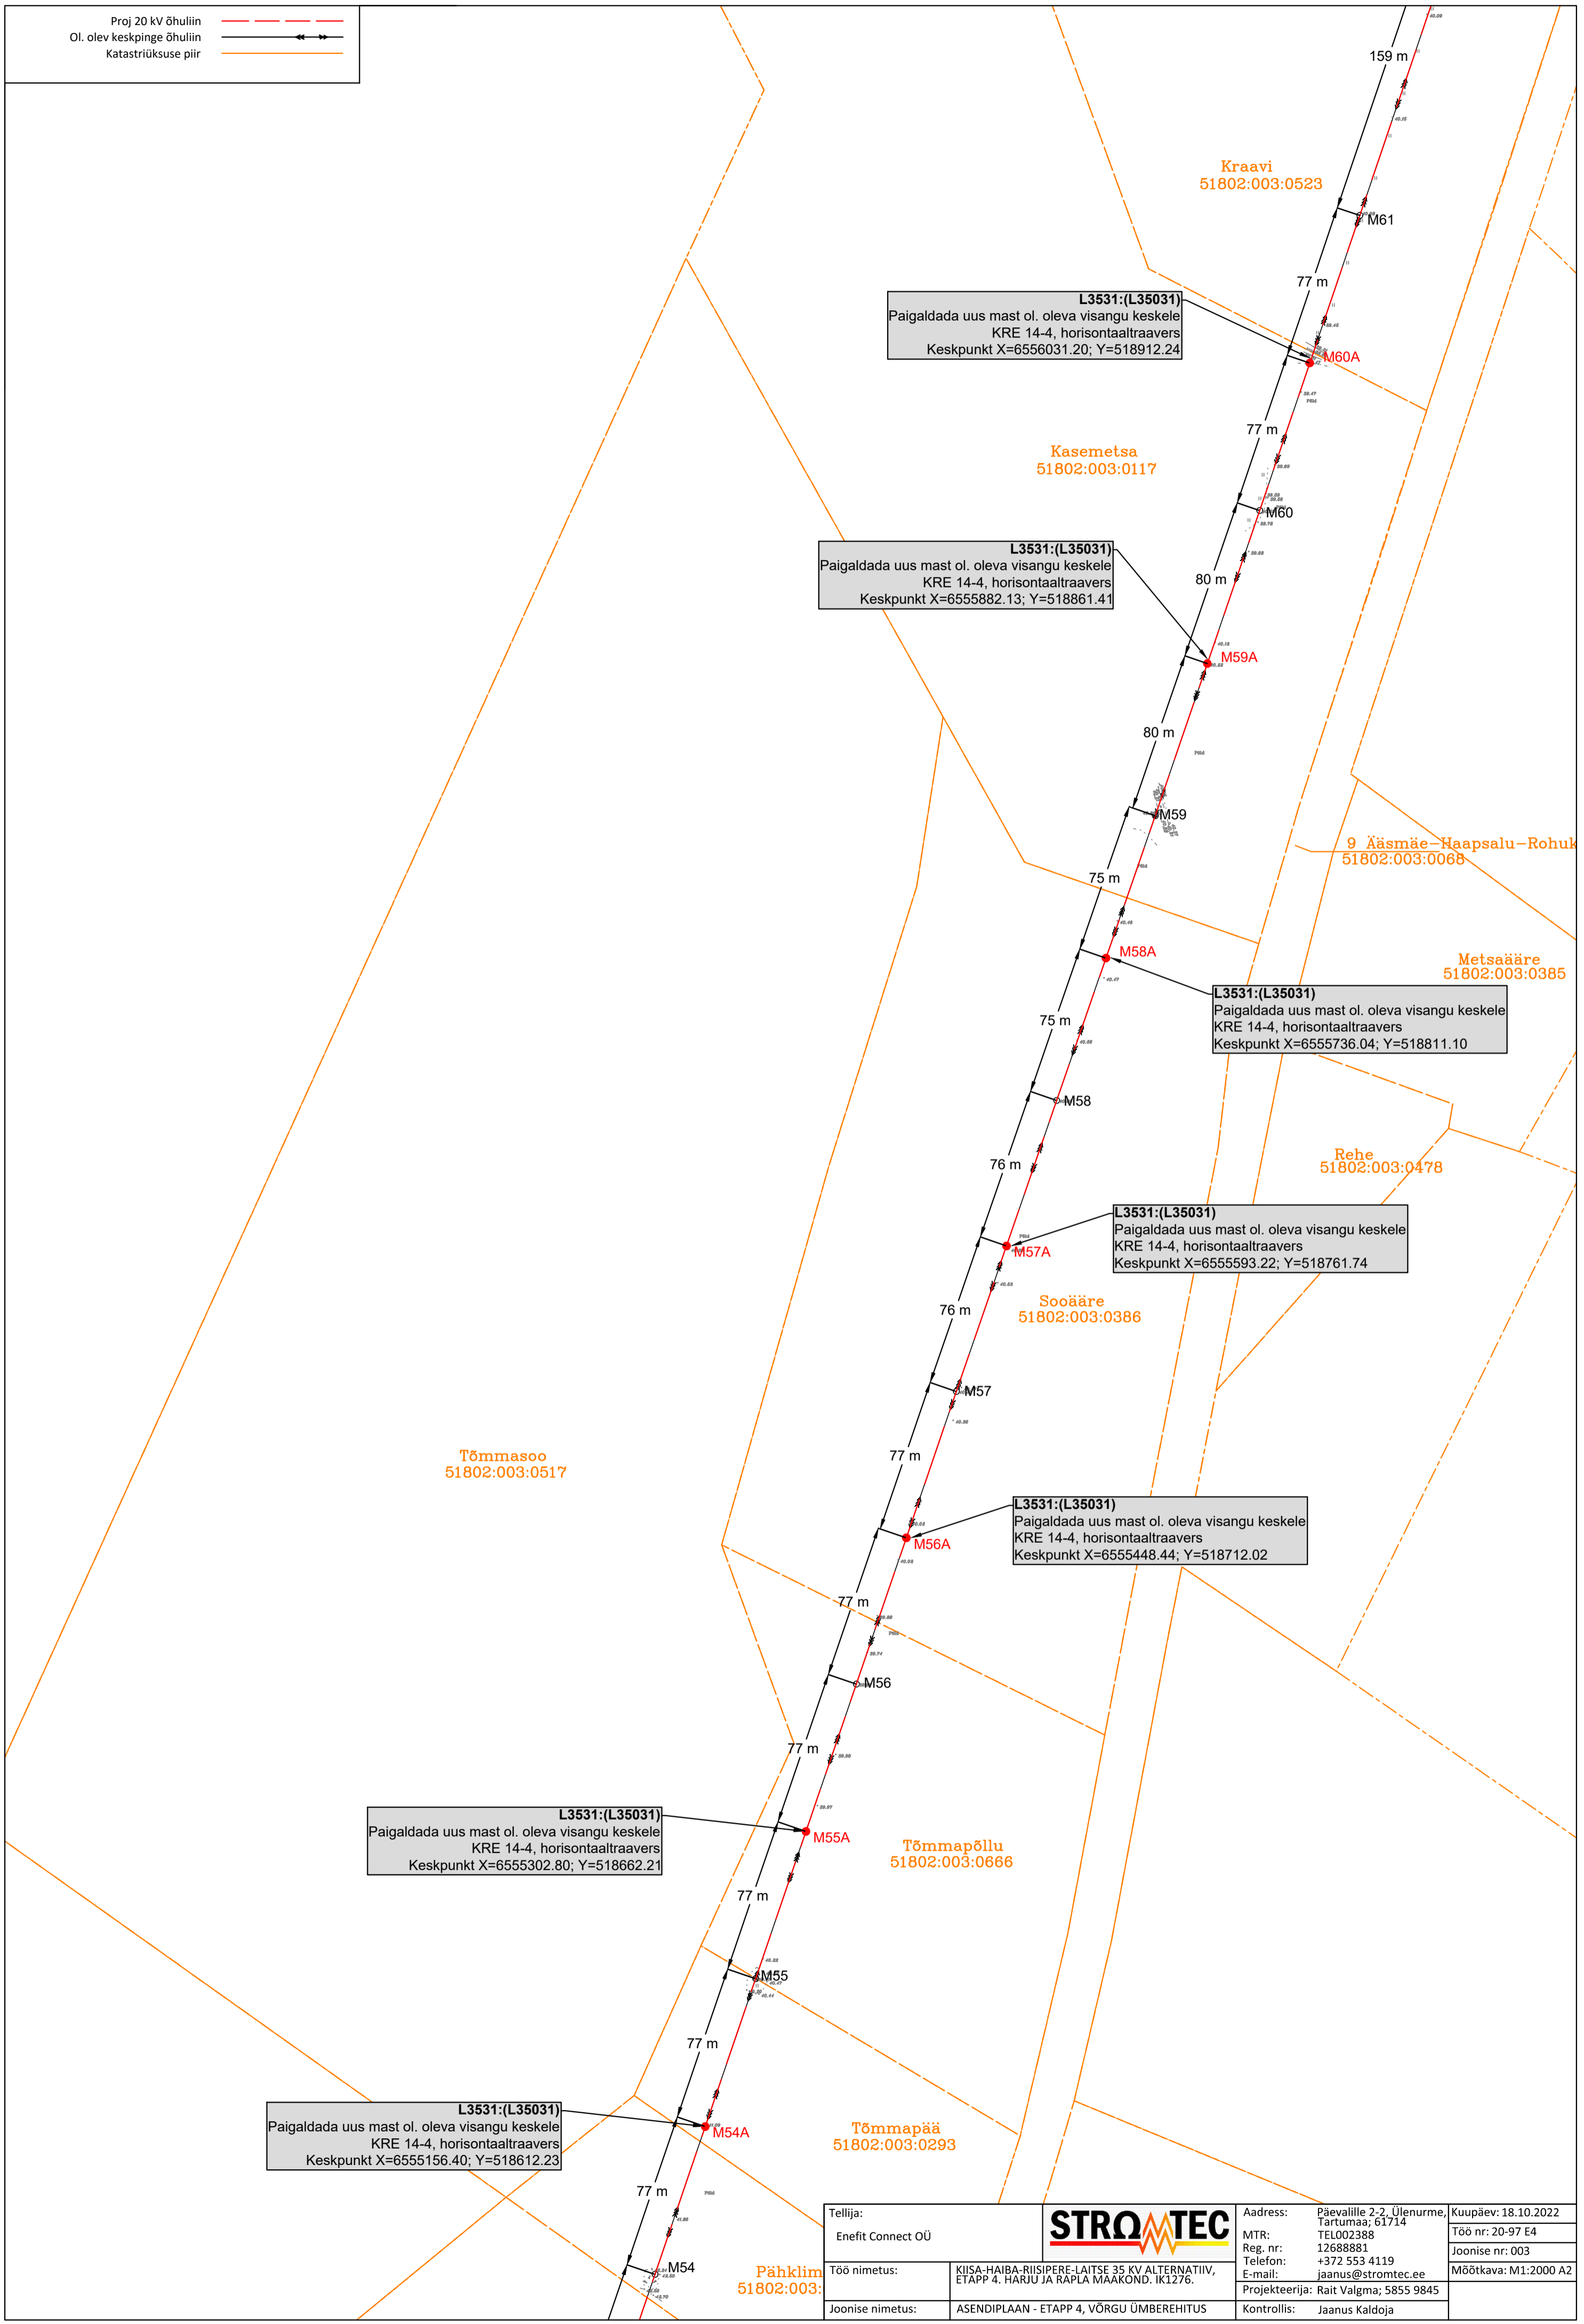 Proj 20 kV õhuliin
Ol. olev keskpinge õhuliin
Katastriüksuse piir
159 m
Kraavi
51802:003:0523
M61
77 m
L3531:(L35031)
Paigaldada uus mast ol. oleva visangu keskele
KRE 14-4, horisontaaltraavers
Keskpunkt X=6556031.20; Y=518912.24
M60A
77 m
Kasemetsa
51802:003:0117
M60
L3531:(L35031)
Paigaldada uus mast ol. oleva visangu keskele
KRE 14-4, horisontaaltraavers
Keskpunkt X=6555882.13; Y=518861.41
80 m
M59A
80 m
M59
9 Ääsmäe-Haapsalu-Rohuk
51802:003:0068
75 m
M58A
Metsaääre
51802:003:0385
L3531:(L35031)
Paigaldada uus mast ol. oleva visangu keskele
KRE 14-4, horisontaaltraavers
Keskpunkt X=6555736.04; Y=518811.10
75 m
M58
Rehe
51802:003:0478
76 m
L3531:(L35031)
Paigaldada uus mast ol. oleva visangu keskele
KRE 14-4, horisontaaltraavers
Keskpunkt X=6555593.22; Y=518761.74
M57A
Sooääre
51802:003:0386
76 m
M57
Tõmmasoo
51802:003:0517
77 m
L3531:(L35031)
Paigaldada uus mast ol. oleva visangu keskele
KRE 14-4, horisontaaltraavers
Keskpunkt X=6555448.44; Y=518712.02
M56A
77 m
M56
77 m
L3531:(L35031)
Paigaldada uus mast ol. oleva visangu keskele
KRE 14-4, horisontaaltraavers
Keskpunkt X=6555302.80; Y=518662.21
M55A
Tõmmapõllu
51802:003:0666
77 m
M55
77 m
L3531:(L35031)
Paigaldada uus mast ol. oleva visangu keskele
KRE 14-4, horisontaaltraavers
Keskpunkt X=6555156.40; Y=518612.23
M54A
Tõmmapää
51802:003:0293
77 m
M54
Pähklim
51802:003:
Tellija:
Enefit Connect OÜ
STROMTEC
Aadress: Päevalille 2-2, Ülenurme,
Tartumaa; 61714
MTR: TEL002388
Reg. nr: 12688881
Telefon: +372 553 4119
E-mail: jaanus@stromtec.ee
Projekteerija: Rait Valgma; 5855 9845
Kontrollis: Jaanus Kaldoja
Kuupäev: 18.10.2022
Töö nr: 20-97 E4
Joonise nr: 003
Mõõtkava: M1:2000 A2
Töö nimetus: KIISA-HAIBA-RIISIPERE-LAITSE 35 KV ALTERNATIIV,
ETAPP 4. HARJU JA RAPLA MAAKOND. IK1276.
Joonise nimetus: ASENDIPLAAN - ETAPP 4, VÕRGU ÜMBEREHITUS